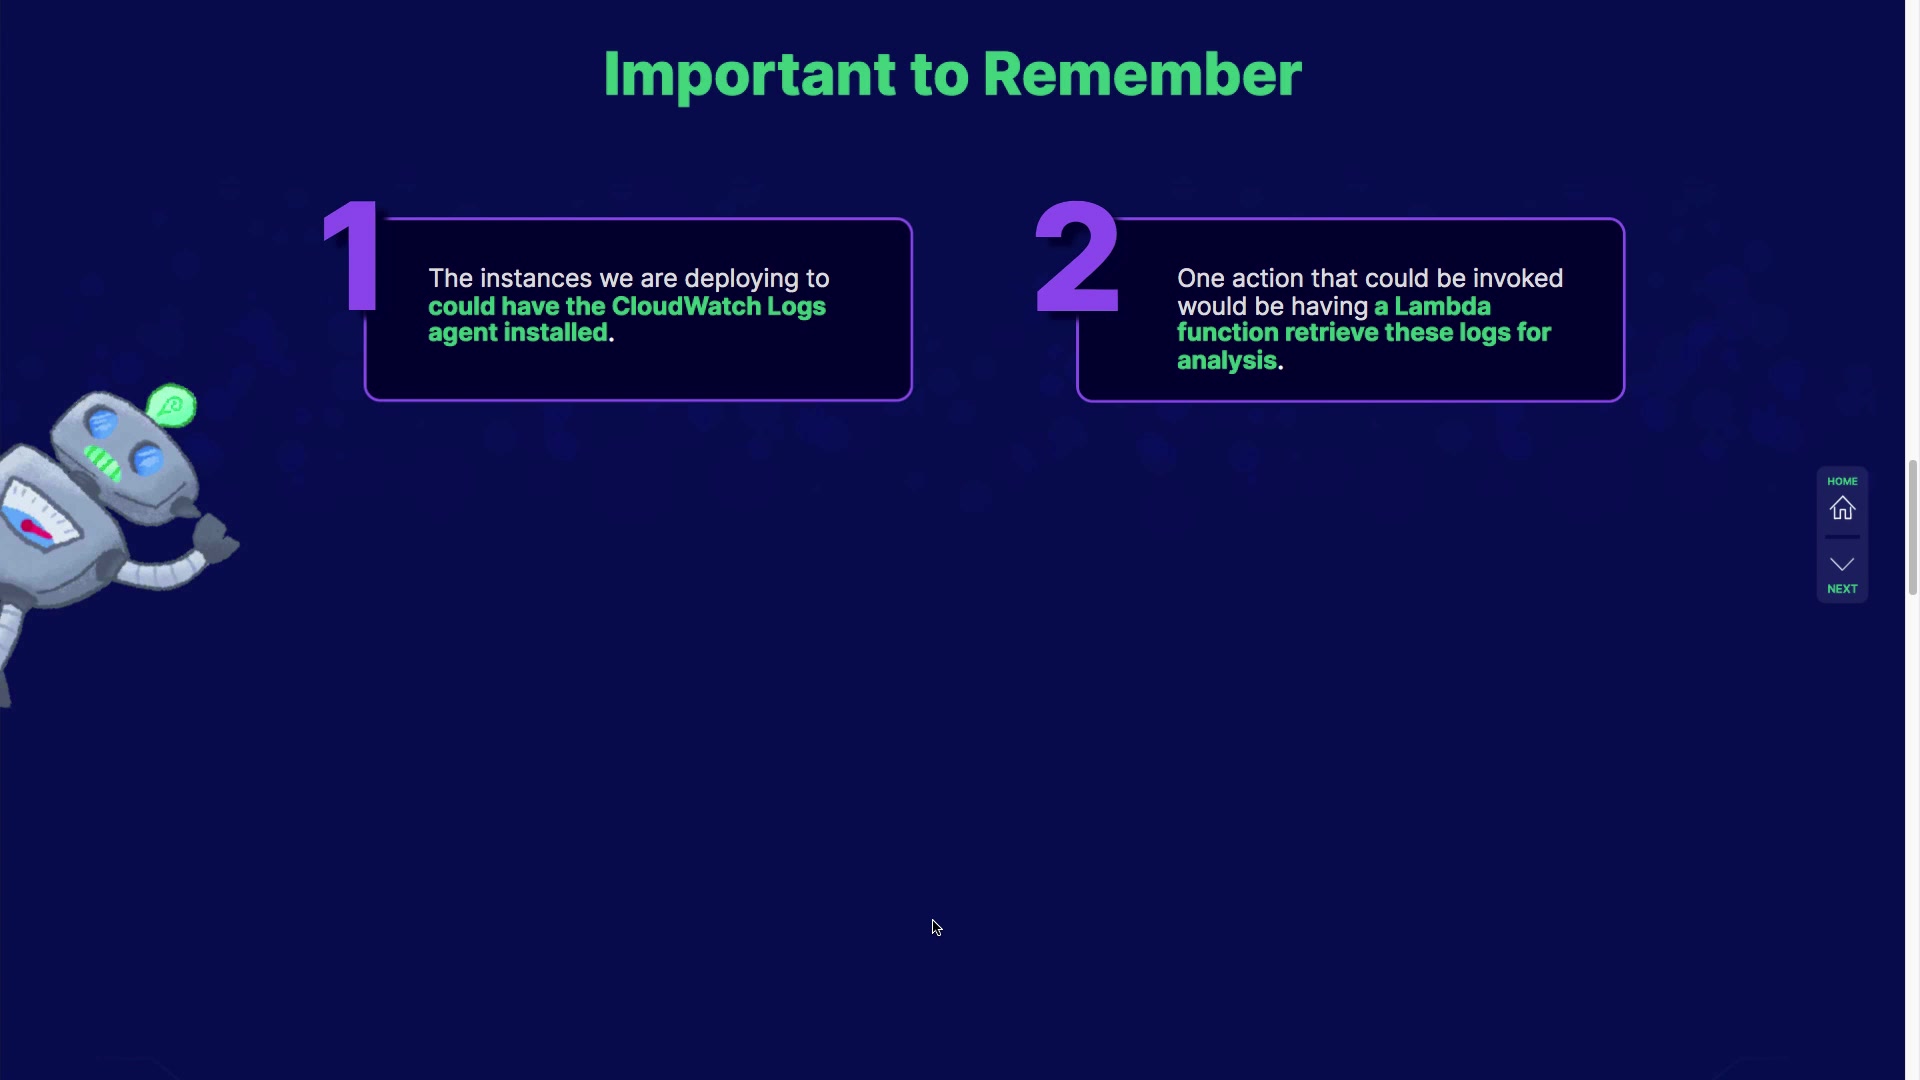 Important to Remember
1
The instances we are deploying to
could have the CloudWatch Logs
agent installed.
2
One action that could be invoked
would be having a Lambda
function retrieve these logs for
analysis.
HOME
NEXT